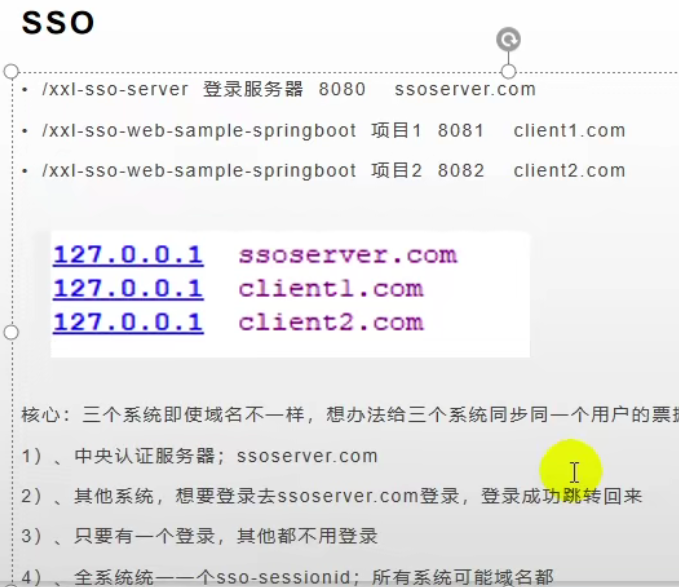 SSO
• /xxl-sso-server 登录服务器 8080 ssoserver.com
• /xxl-sso-web-sample-springboot 项目1 8081 client1.com
• /xxl-sso-web-sample-springboot 项目2 8082 client2.com
127.0.0.1 ssoserver.com
127.0.0.1 client1.com
127.0.0.1 client2.com
核心：三个系统即使域名不一样，想办法给三个系统同步同一个用户的票
1）、中央认证服务器；ssoserver.com
2）、其他系统，想要登录去ssoserver.com登录，登录成功跳转回来
3）、只要有一个登录，其他都不用登录
4）、全系统统一一个sso-sessionid；所有系统可能域名都